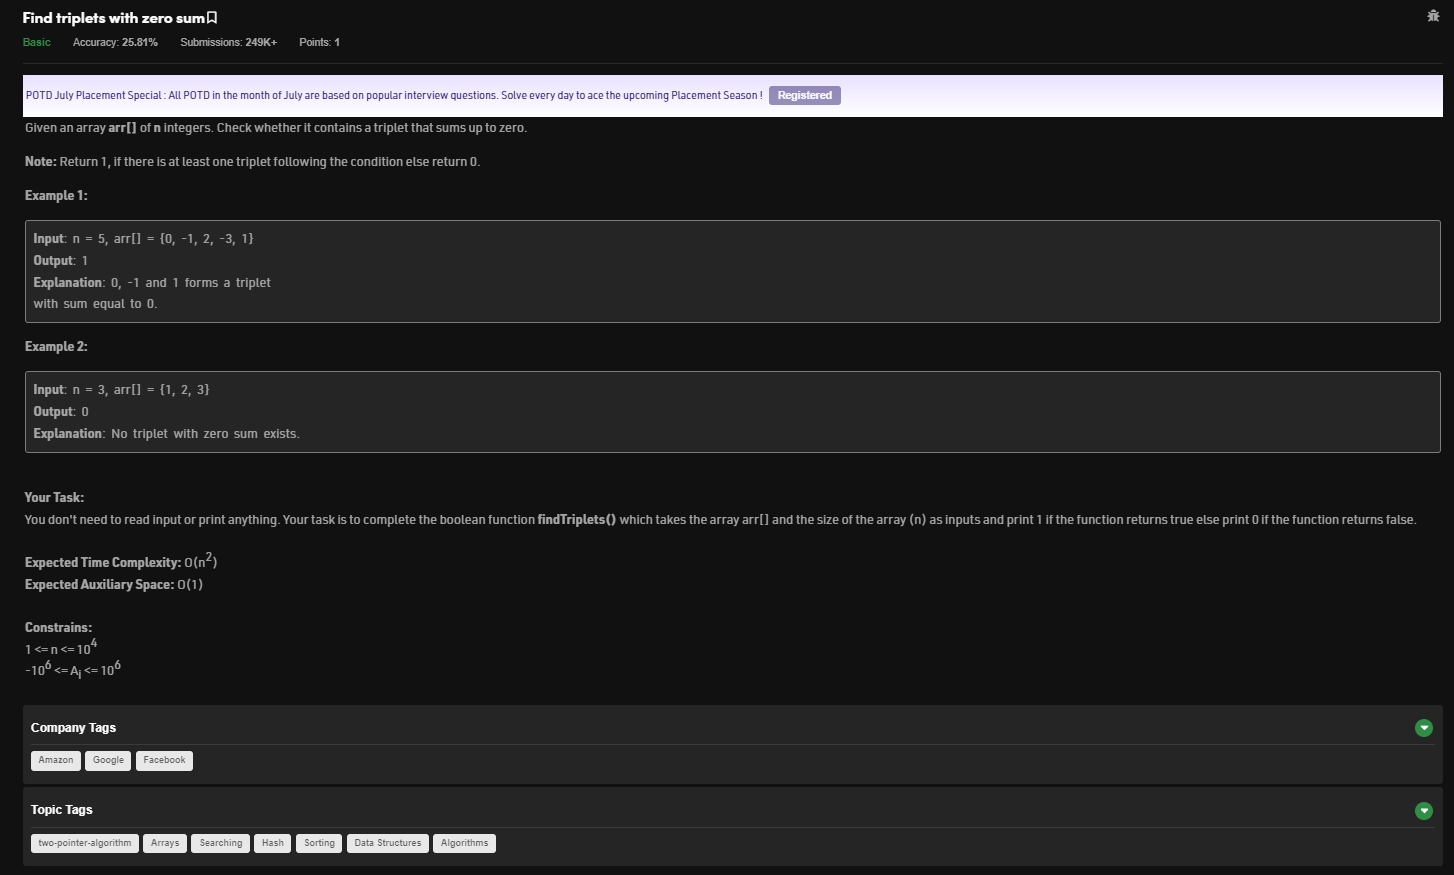 Find triplets with zero sum
Basic Accuracy: 25.81% Submissions: 249K+ Points: 1
POTD July Placement Special : All POTD in the month of July are based on popular interview questions. Solve every day to ace the upcoming Placement Season ! Registered
Given an array arr[] of n integers. Check whether it contains a triplet that sums up to zero.
Note: Return 1, if there is at least one triplet following the condition else return 0.
Example 1:
Input: n = 5, arr[] = {0, -1, 2, -3, 1}
Output: 1
Explanation: 0, -1 and 1 forms a triplet
with sum equal to 0.
Example 2:
Input: n = 3, arr[] = {1, 2, 3}
Output: 0
Explanation: No triplet with zero sum exists.
Your Task:
You don't need to read input or print anything. Your task is to complete the boolean function findTriplets() which takes the array arr[] and the size of the array (n) as inputs and print 1 if the function returns true else print 0 if the function returns false.
Expected Time Complexity: O(n²)
Expected Auxiliary Space: O(1)
Constrains:
1 <= n <= 10⁴
-10⁶ <= Aᵢ <= 10⁶
Company Tags
Amazon Google Facebook
Topic Tags
two-pointer-algorithm Arrays Searching Hash Sorting Data Structures Algorithms